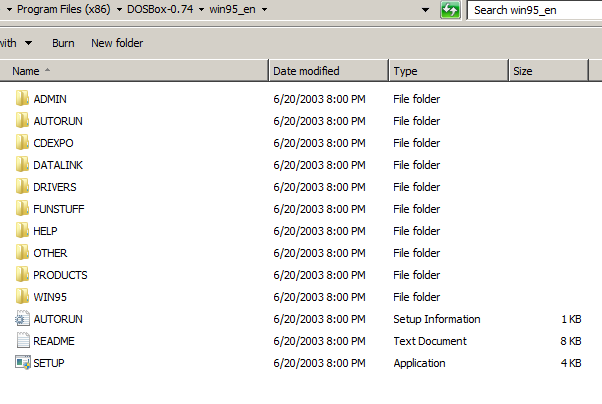 Program Files (x86) DOSBox-0.74 win95_en Search win95_en
with Burn New folder
Name Date modified Type Size
ADMIN 6/20/2003 8:00 PM File folder
AUTORUN 6/20/2003 8:00 PM File folder
CDEXPO 6/20/2003 8:00 PM File folder
DATALINK 6/20/2003 8:00 PM File folder
DRIVERS 6/20/2003 8:00 PM File folder
FUNSTUFF 6/20/2003 8:00 PM File folder
HELP 6/20/2003 8:00 PM File folder
OTHER 6/20/2003 8:00 PM File folder
PRODUCTS 6/20/2003 8:00 PM File folder
WIN95 6/20/2003 8:00 PM File folder
AUTORUN 6/20/2003 8:00 PM Setup Information 1 KB
README 6/20/2003 8:00 PM Text Document 8 KB
SETUP 6/20/2003 8:00 PM Application 4 KB